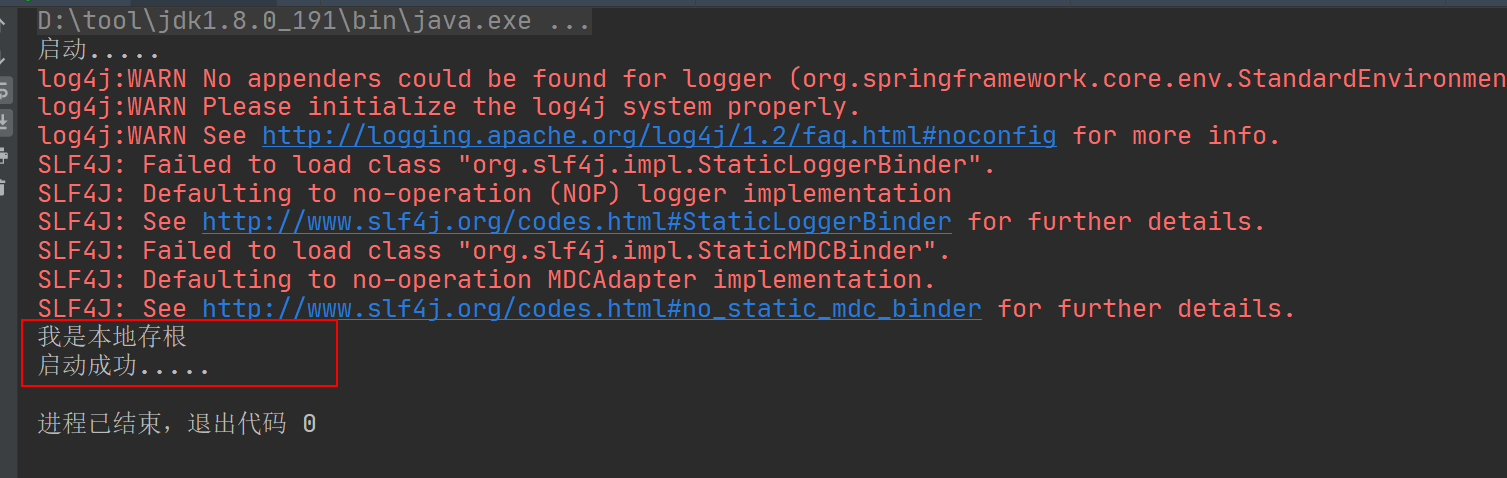 D:\tool\jdk1.8.0_191\bin\java.exe ...
启动.....
log4j:WARN No appenders could be found for logger (org.springframework.core.env.StandardEnvironmen
log4j:WARN Please initialize the log4j system properly.
log4j:WARN See http://logging.apache.org/log4j/1.2/faq.html#noconfig for more info.
SLF4J: Failed to load class "org.slf4j.impl.StaticLoggerBinder".
SLF4J: Defaulting to no-operation (NOP) logger implementation
SLF4J: See http://www.slf4j.org/codes.html#StaticLoggerBinder for further details.
SLF4J: Failed to load class "org.slf4j.impl.StaticMDCBinder".
SLF4J: Defaulting to no-operation MDCAdapter implementation.
SLF4J: See http://www.slf4j.org/codes.html#no_static_mdc_binder for further details.
我是本地存根
启动成功.....
进程已结束，退出代码 0